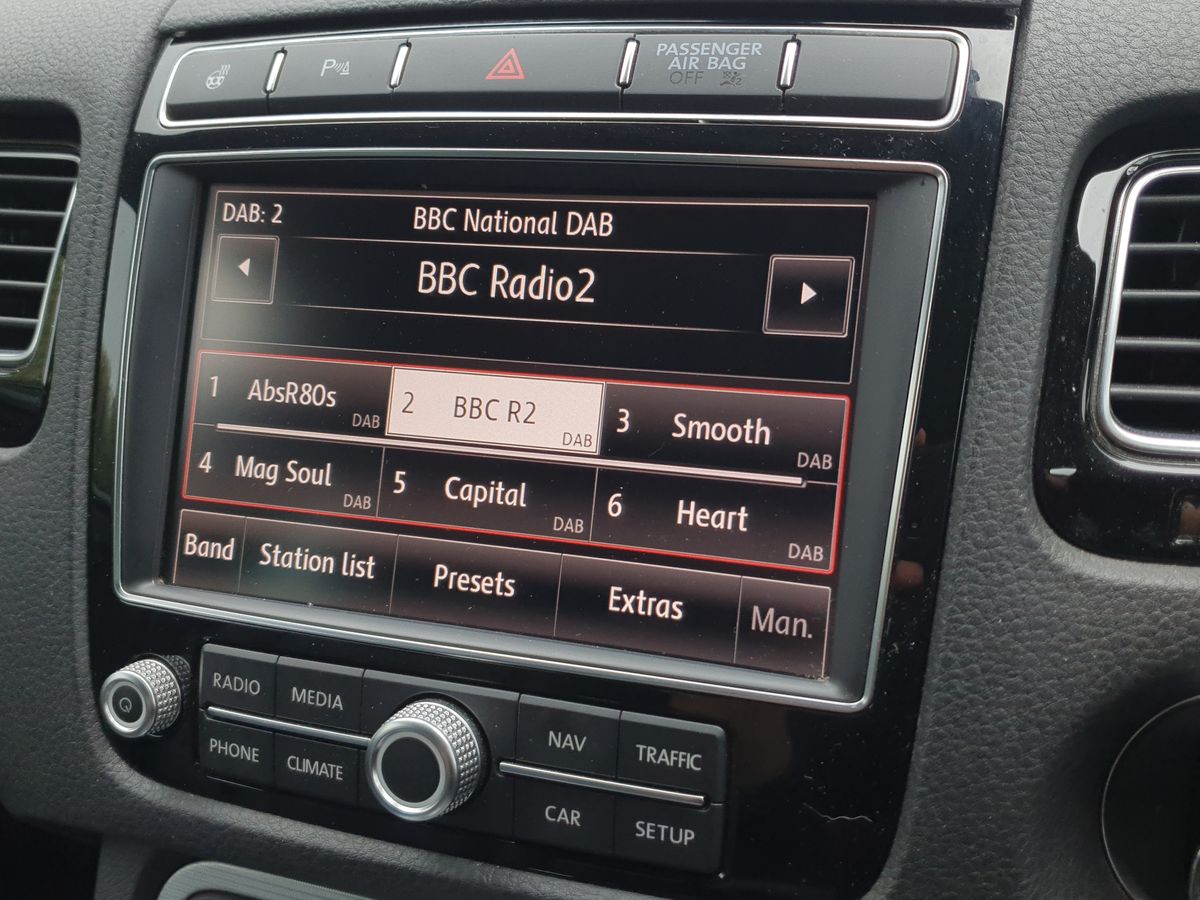 P
PASSENGER
AIR BAG
OFF
DAB: 2
BBC National DAB
BBC Radio2
1 AbsR80s DAB
2 BBC R2 DAB
3 Smooth DAB
4 Mag Soul DAB
5 Capital DAB
6 Heart DAB
Band Station list Presets Extras Man.
RADIO MEDIA NAV TRAFFIC
PHONE CLIMATE CAR SETUP